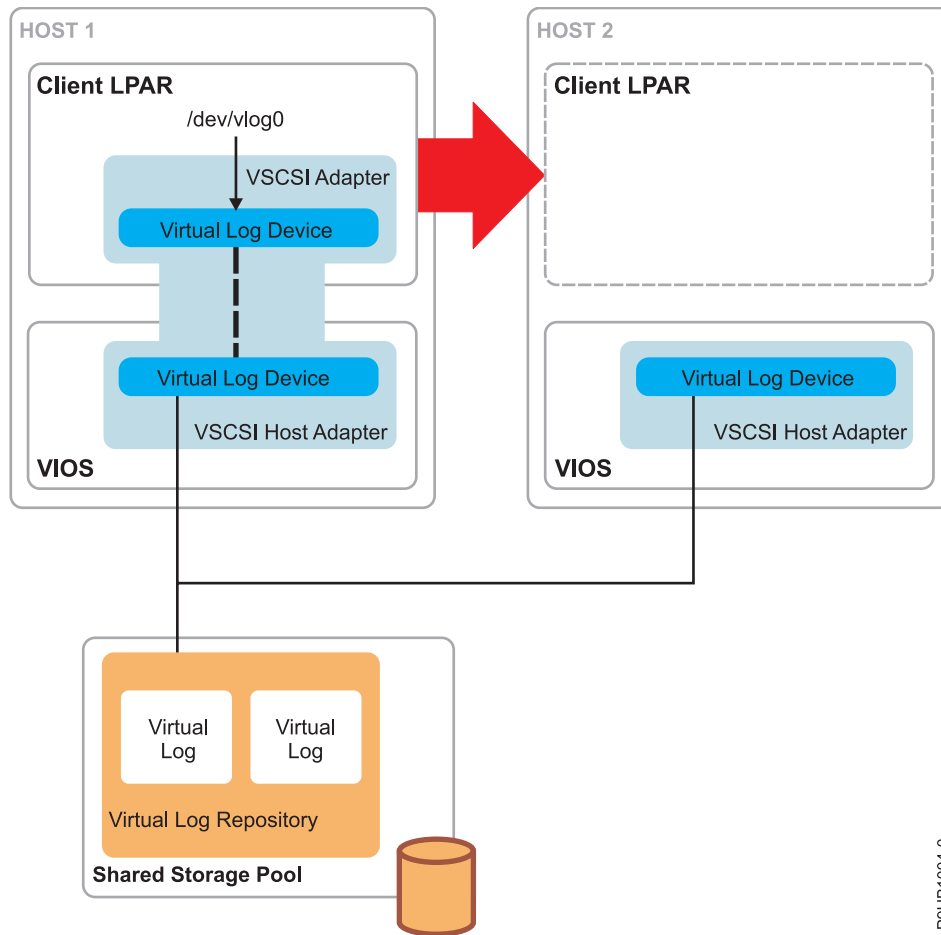 HOST 1
Client LPAR
/dev/vlog0
VSCSI Adapter
Virtual Log Device
Virtual Log Device
VSCSI Host Adapter
VIOS
HOST 2
Client LPAR
Virtual Log Device
VSCSI Host Adapter
VIOS
Virtual
Log
Virtual
Log
Virtual Log Repository
Shared Storage Pool